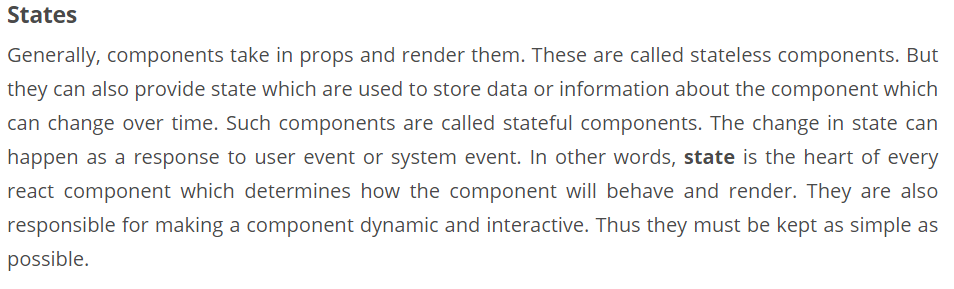 States
Generally, components take in props and render them. These are called stateless components. But
they can also provide state which are used to store data or information about the component which
can change over time. Such components are called stateful components. The change in state can
happen as a response to user event or system event. In other words, state is the heart of every
react component which determines how the component will behave and render. They are also
responsible for making a component dynamic and interactive. Thus they must be kept as simple as
possible.